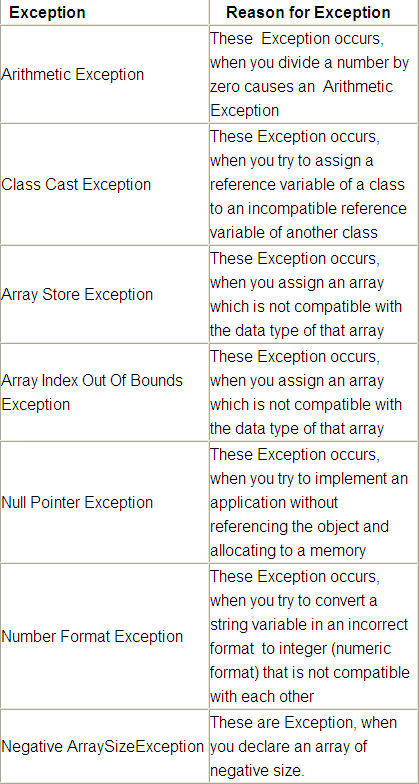 Exception Reason for Exception
Arithmetic Exception
These Exception occurs,
when you divide a number by
zero causes an Arithmetic
Exception
Class Cast Exception
These Exception occurs,
when you try to assign a
reference variable of a class
to an incompatible reference
variable of another class
Array Store Exception
These Exception occurs,
when you assign an array
which is not compatible with
the data type of that array
Array Index Out Of Bounds
Exception
These Exception occurs,
when you assign an array
which is not compatible with
the data type of that array
Null Pointer Exception
These Exception occurs,
when you try to implement an
application without
referencing the object and
allocating to a memory
Number Format Exception
These Exception occurs,
when you try to convert a
string variable in an incorrect
format to integer (numeric
format) that is not compatible
with each other
Negative ArraySizeException
These are Exception, when
you declare an array of
negative size.